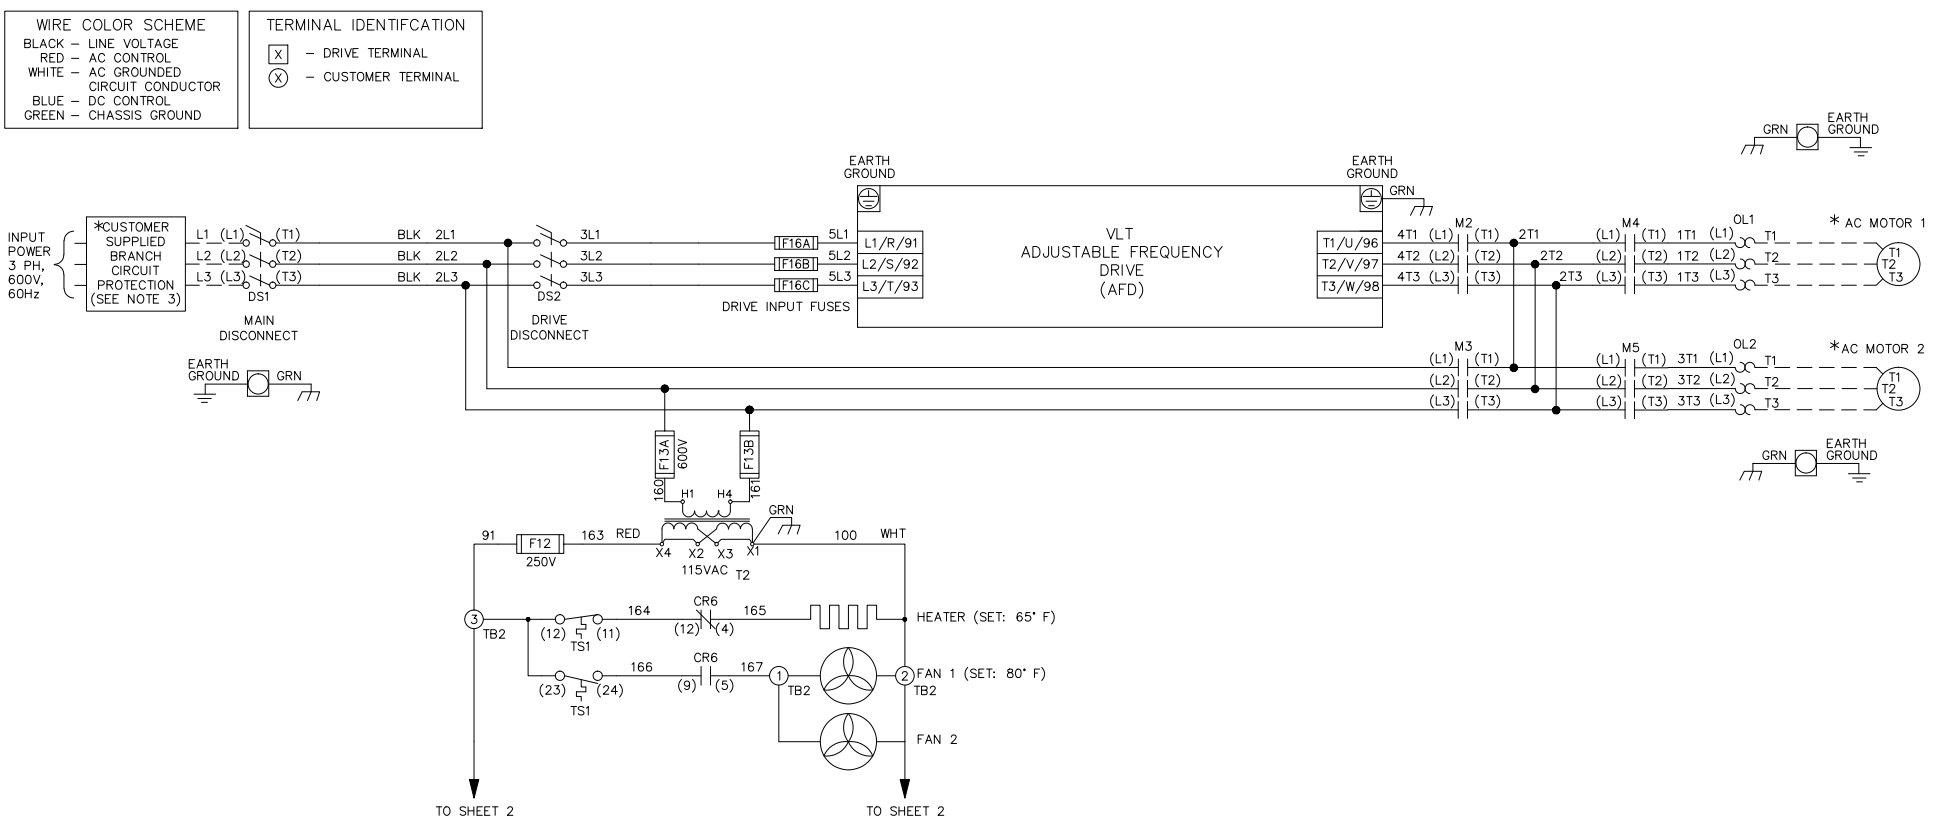 WIRE COLOR SCHEME
BLACK – LINE VOLTAGE
RED – AC CONTROL
WHITE – AC GROUNDED
CIRCUIT CONDUCTOR
BLUE – DC CONTROL
GREEN – CHASSIS GROUND
TERMINAL IDENTIFCATION
X – DRIVE TERMINAL
X – CUSTOMER TERMINAL
GRN
EARTH
GROUND
EARTH
GROUND
EARTH
GROUND
GRN
INPUT
POWER
3 PH,
600V,
60Hz
*CUSTOMER
SUPPLIED
BRANCH
CIRCUIT
PROTECTION
(SEE NOTE 3)
L1 (L1) (T1) BLK 2L1 3L1 F16A 5L1 L1/R/91
L2 (L2) (T2) BLK 2L2 3L2 F16B 5L2 L2/S/92
L3 (L3) (T3) BLK 2L3 3L3 F16C 5L3 L3/T/93
DS1
DS2
MAIN
DISCONNECT
DRIVE
DISCONNECT
DRIVE INPUT FUSES
VLT
ADJUSTABLE FREQUENCY
DRIVE
(AFD)
M2 M4 OL1 * AC MOTOR 1
T1/U/96 4T1 (L1) (T1) 2T1 (L1) (T1) 1T1 (L1) T1
T2/V/97 4T2 (L2) (T2) 2T2 (L2) (T2) 1T2 (L2) T2
T3/W/98 4T3 (L3) (T3) 2T3 (L3) (T3) 1T3 (L3) T3
T1
T2
T3
M3 M5 OL2 *AC MOTOR 2
(L1) (T1) (L1) (T1) 3T1 (L1) T1
(L2) (T2) (L2) (T2) 3T2 (L2) T2
(L3) (T3) (L3) (T3) 3T3 (L3) T3
T1
T2
T3
EARTH
GROUND
GRN
GRN
EARTH
GROUND
F13A
600V
F13B
160
161
H1 H4
GRN
91 F12 163 RED
250V
X4 X2 X3 X1
100 WHT
115VAC T2
3
TB2
(12) (11)
TS1
164
CR6
(12) (4)
165
HEATER (SET: 65° F)
(23) (24)
TS1
166
CR6
(9) (5)
167
1
TB2
2
TB2
FAN 1 (SET: 80° F)
FAN 2
TO SHEET 2
TO SHEET 2